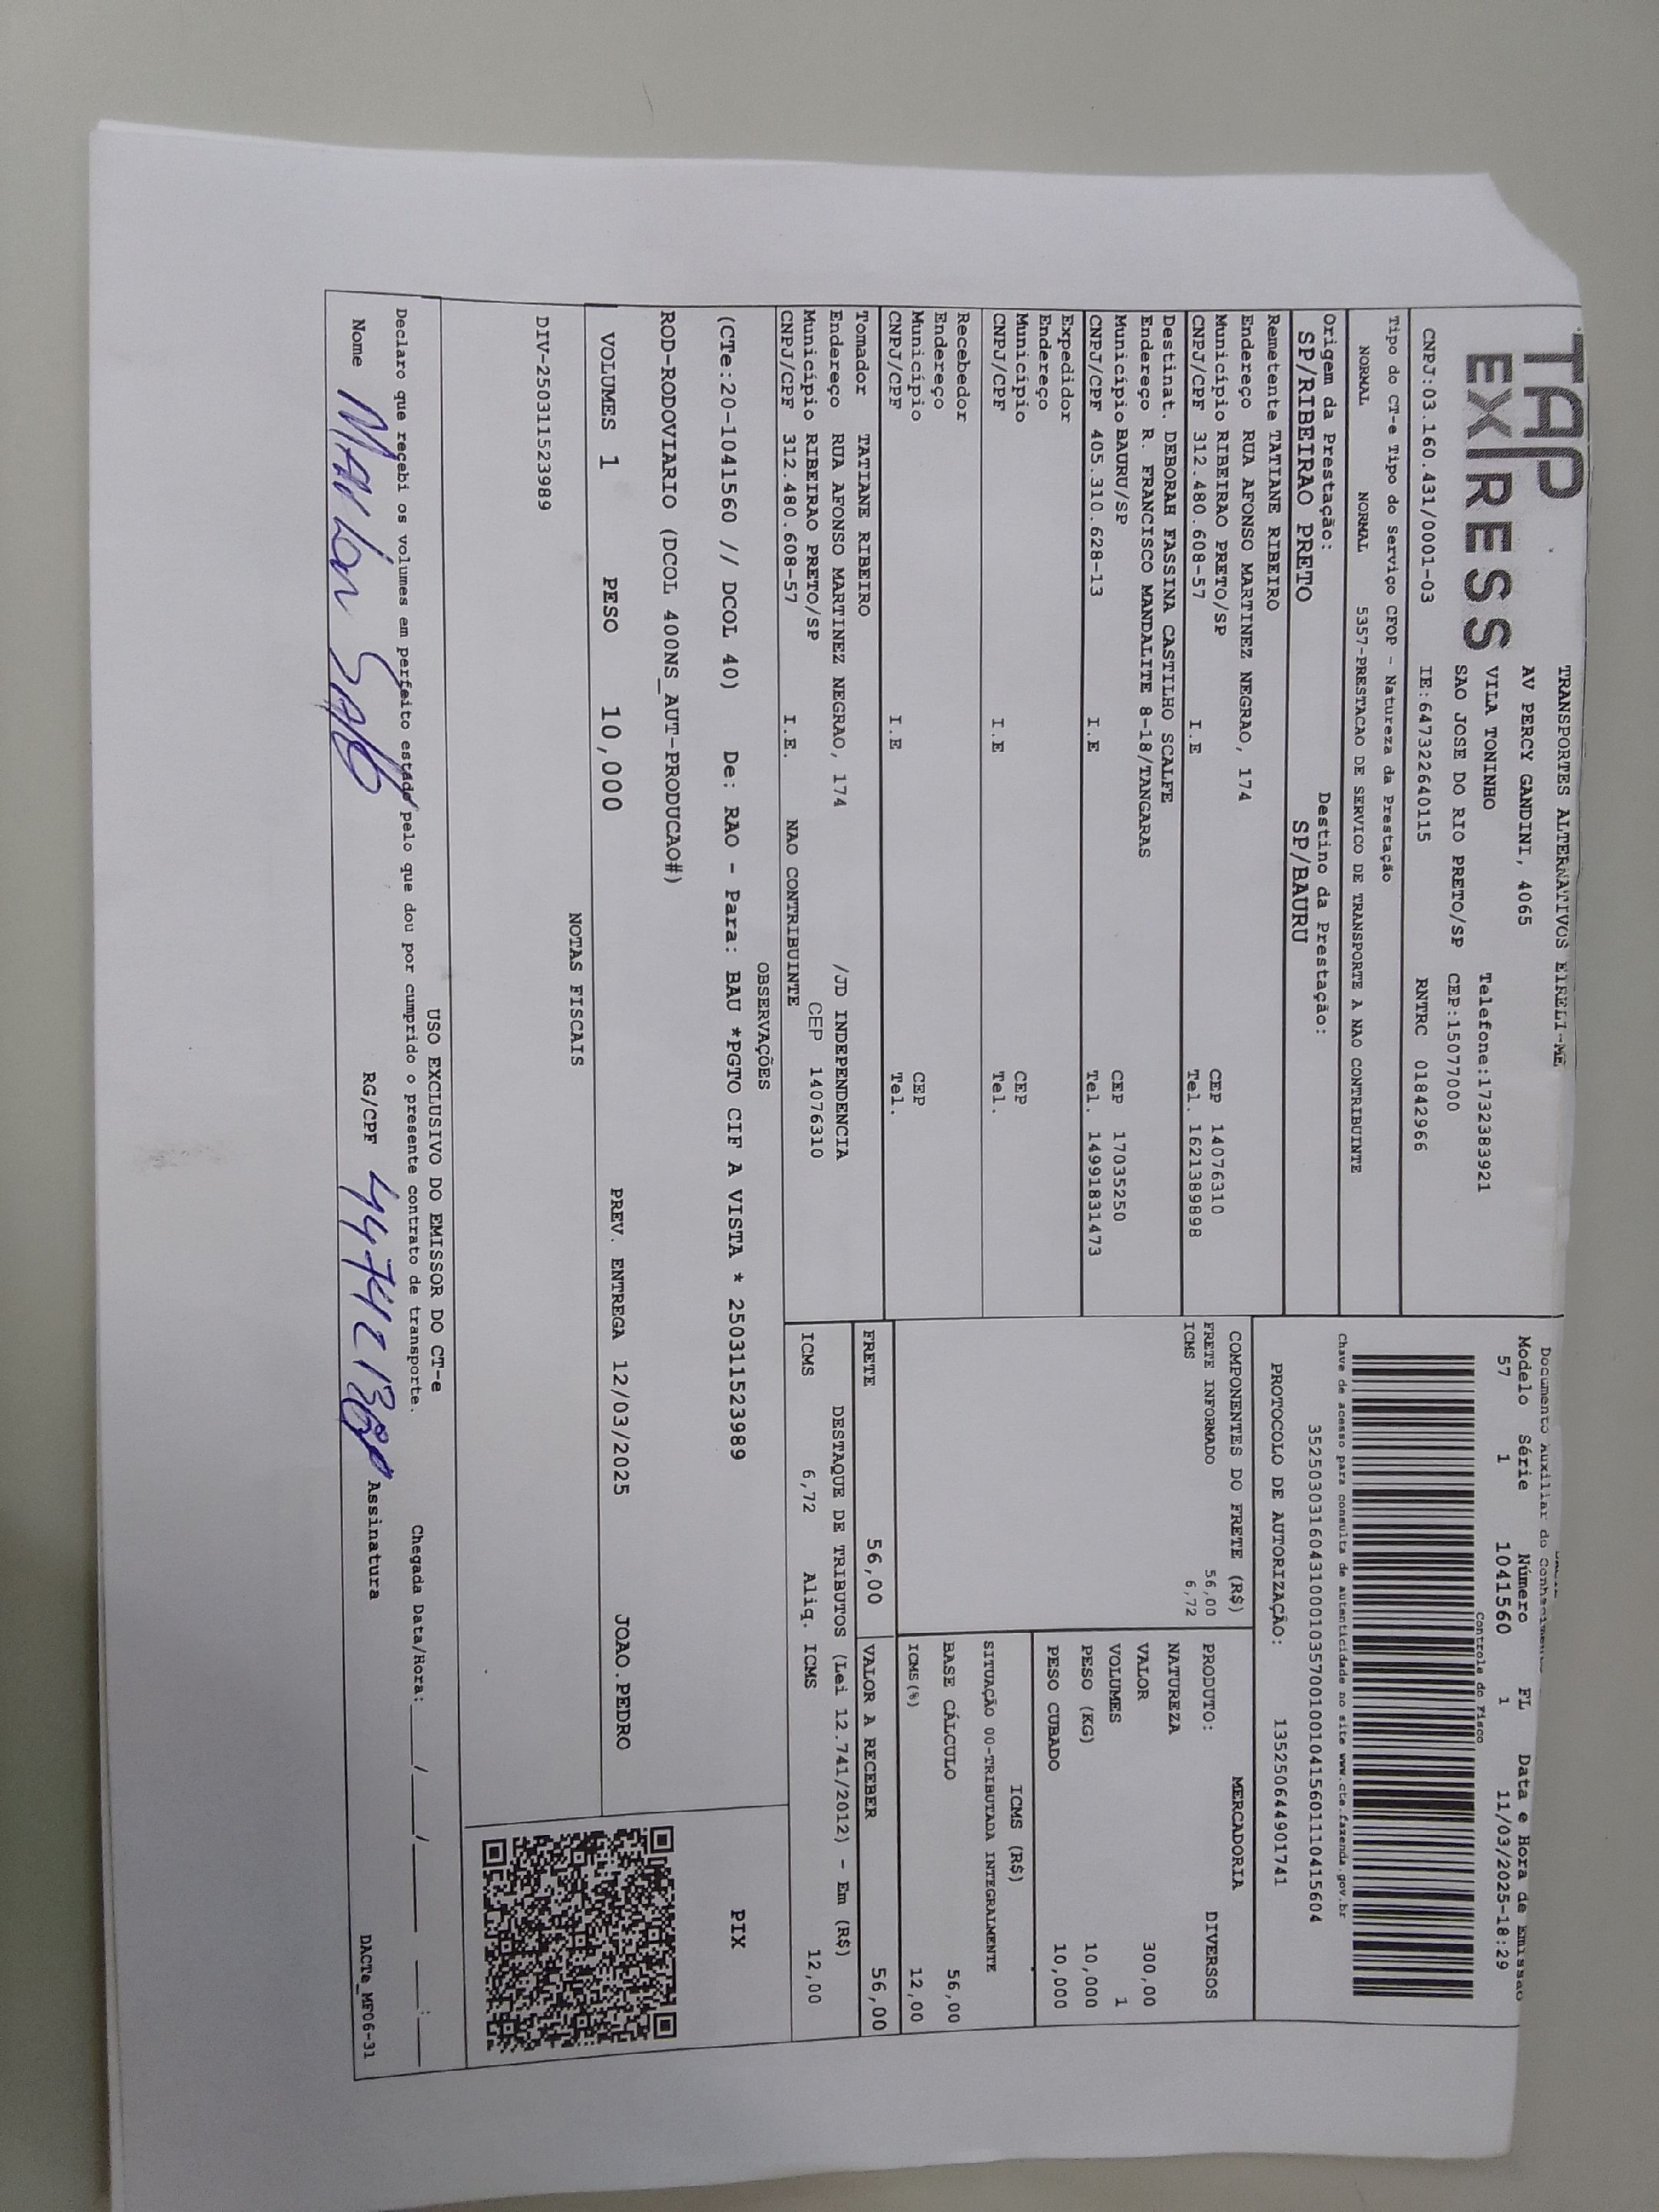 TAP EXPRESS
TRANSPORTES ALTERNATIVOS EIRELI-ME
AV PERCY GANDINI, 4065
VILA TONINHO Telefone:1732383921
SAO JOSE DO RIO PRETO/SP CEP:15077000
CNPJ:03.160.431/0001-03 IE:647322640115 RNTRC 01842966
Documento Auxiliar do
Modelo Série Número FL Data e Hora de Emissão
57 1 1041560 1 11/03/2025-18:29
Controle do Fisco
Chave de acesso para consulta de autenticidade no site www.cte.fazenda.gov.br
35250303160431000103570010010415601110415604
PROTOCOLO DE AUTORIZAÇÃO: 135250644901741
Tipo do CT-e Tipo do Serviço CFOP - Natureza da Prestação
NORMAL NORMAL 5357-PRESTACAO DE SERVICO DE TRANSPORTE A NAO CONTRIBUINTE
Origem da Prestação: Destino da Prestação:
SP/RIBEIRAO PRETO SP/BAURU
Remetente TATIANE RIBEIRO
Endereço RUA AFONSO MARTINEZ NEGRAO, 174
Município RIBEIRAO PRETO/SP CEP 14076310
CNPJ/CPF 312.480.608-57 I.E Tel. 1621389898
Destinat. DEBORAH FASSINA CASTILHO SCALFE
Endereço R. FRANCISCO MANDALITE 8-18/TANGARAS
Município BAURU/SP CEP 17035250
CNPJ/CPF 405.310.628-13 I.E Tel. 14991831473
Expedidor
Endereço
Município CEP
CNPJ/CPF I.E Tel.
Recebedor
Endereço
Município CEP
CNPJ/CPF I.E Tel.
Tomador TATIANE RIBEIRO
Endereço RUA AFONSO MARTINEZ NEGRAO, 174 /JD INDEPENDENCIA
Município RIBEIRAO PRETO/SP CEP 14076310
CNPJ/CPF 312.480.608-57 I.E. NAO CONTRIBUINTE
COMPONENTES DO FRETE (R$)
FRETE INFORMADO 56,00
ICMS 6,72
MERCADORIA
PRODUTO: DIVERSOS
NATUREZA
VALOR 300,00
VOLUMES 1
PESO (KG) 10,000
PESO CUBADO 10,000
ICMS (R$)
SITUAÇÃO 00-TRIBUTADA INTEGRALMENTE
BASE CÁLCULO 56,00
ICMS(%) 12,00
FRETE 56,00 VALOR A RECEBER 56,00
DESTAQUE DE TRIBUTOS (Lei 12.741/2012) - Em (R$)
ICMS 6,72 Aliq. ICMS 12,00
OBSERVAÇÕES
(CTe:20-1041560 // DCOL 40) De: RAO - Para: BAU *PGTO CIF A VISTA * 250311523989
PIX
ROD-RODOVIARIO (DCOL 400NS_AUT-PRODUCAO#)
VOLUMES 1 PESO 10,000 PREV. ENTREGA 12/03/2025 JOAO.PEDRO
NOTAS FISCAIS
DIV-250311523989
USO EXCLUSIVO DO EMISSOR DO CT-e
Declaro que recebi os volumes em perfeito estado pelo que dou por cumprido o presente contrato de transporte. Chegada Data/Hora:____/____/____ ___:___
Nome RG/CPF Assinatura
DACTe_MF06-31